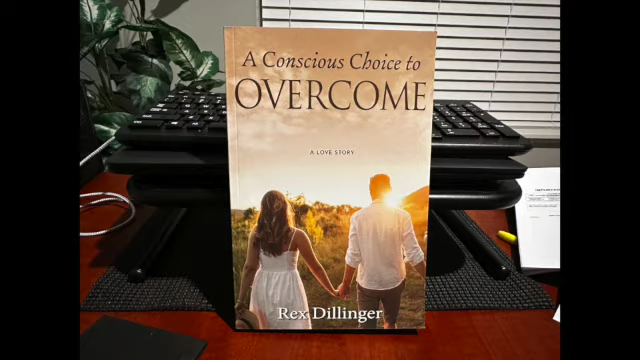 A Conscious Choice to
OVERCOME
A LOVE STORY
Rex Dillinger